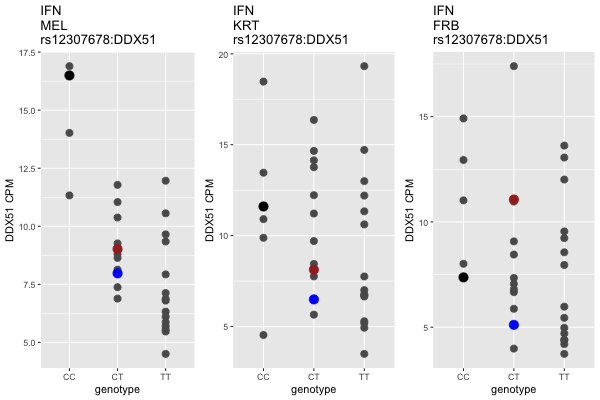 IFN
MEL
rs12307678:DDX51
17.5
15.0
12.5
10.0
7.5
5.0
DDX51 CPM
CC CT TT
genotype
IFN
KRT
rs12307678:DDX51
20
15
10
5
DDX51 CPM
CC CT TT
genotype
IFN
FRB
rs12307678:DDX51
15
10
5
DDX51 CPM
CC CT TT
genotype